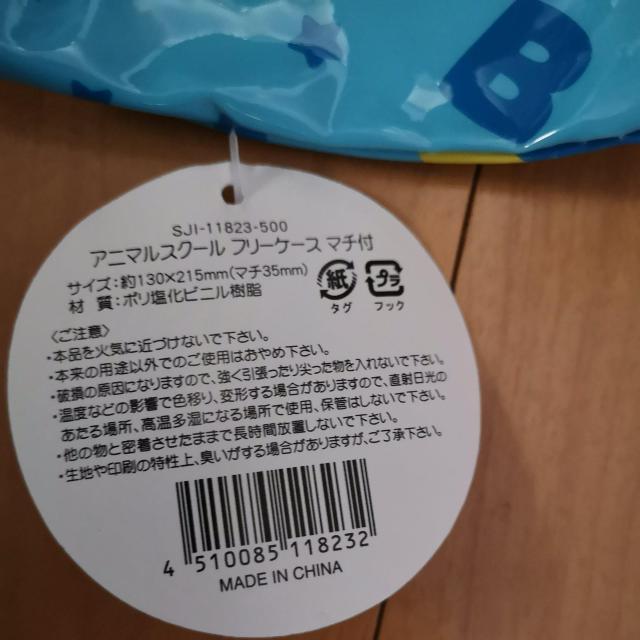 B
SJI-11823-500
アニマルスクール フリーケース マチ付
サイズ:約130×215mm(マチ35mm)
材 質:ポリ塩化ビニル樹脂
紙 プラ
タグ フック
〈ご注意〉
・本品を火気に近づけないで下さい。
・本来の用途以外でのご使用はおやめ下さい。
・破損の原因になりますので、強く引張ったり尖った物を入れないで下さい。
・温度などの影響で色移り、変形する場合がありますので、直射日光の
あたる場所、高温多湿になる場所で使用、保管はしないで下さい。
・他の物と密着させたままで長時間放置しないで下さい。
・生地や印刷の特性上、臭いがする場合がありますが、ご了承下さい。
4 510085 118232
MADE IN CHINA